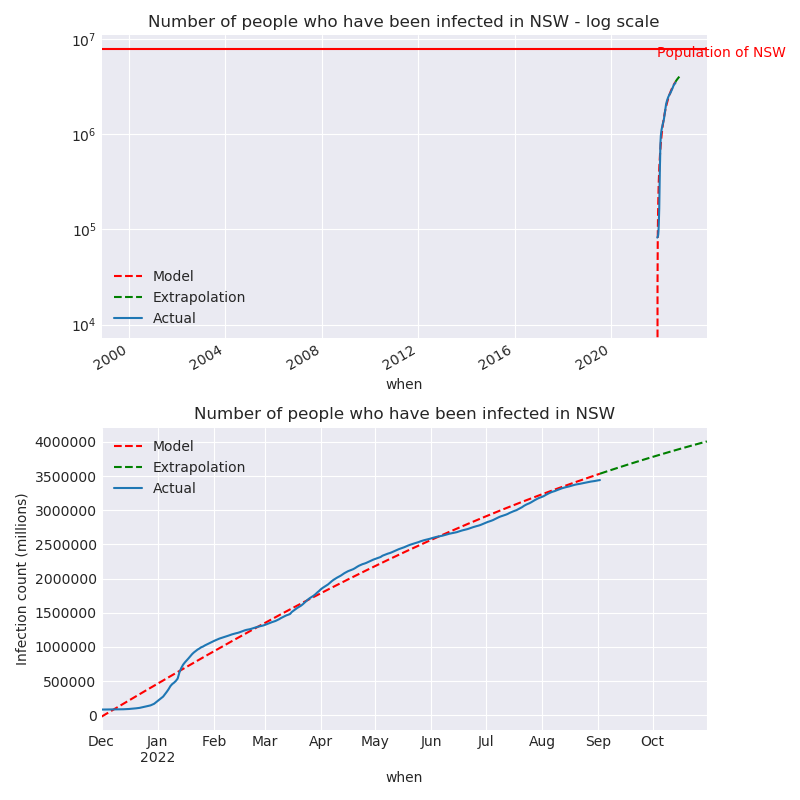 Number of people who have been infected in NSW - log scale
10^7
Population of NSW
10^6
10^5
10^4
Model
Extrapolation
Actual
2000
2004
2008
2012
2016
2020
when
Number of people who have been infected in NSW
Infection count (millions)
4000000
3500000
3000000
2500000
2000000
1500000
1000000
500000
0
Model
Extrapolation
Actual
Dec
Jan
2022
Feb
Mar
Apr
May
Jun
Jul
Aug
Sep
Oct
when